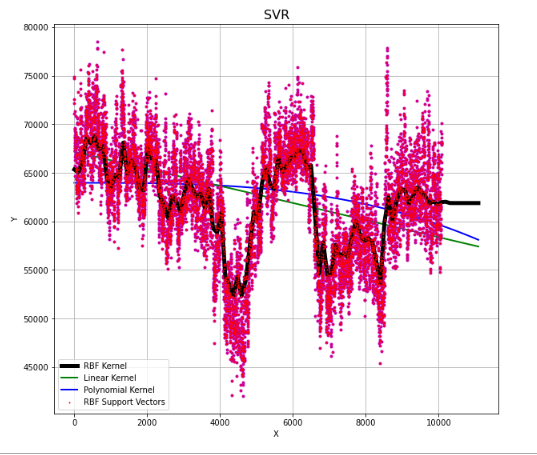 SVR
80000
75000
70000
65000
60000
55000
50000
45000
Y
RBF Kernel
Linear Kernel
Polynomial Kernel
RBF Support Vectors
0 2000 4000 6000 8000 10000
X